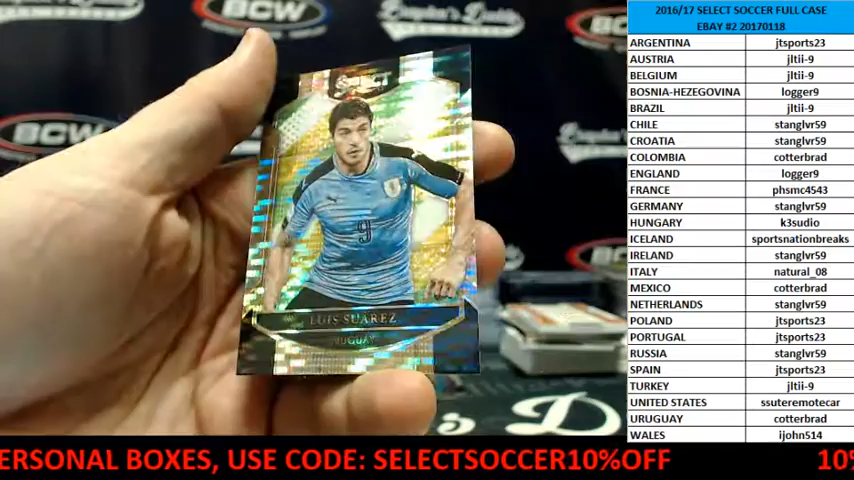 2016/17 SELECT SOCCER FULL CASE
EBAY #2 20170118
ARGENTINA jtsports23
AUSTRIA jltii-9
BELGIUM jltii-9
BOSNIA-HEZEGOVINA logger9
BRAZIL jltii-9
CHILE stanglvr59
CROATIA stanglvr59
COLOMBIA cotterbrad
ENGLAND logger9
FRANCE phsmc4543
GERMANY stanglvr59
HUNGARY k3sudio
ICELAND sportsnationbreaks
IRELAND stanglvr59
ITALY natural_08
MEXICO cotterbrad
NETHERLANDS stanglvr59
POLAND jtsports23
PORTUGAL jtsports23
RUSSIA stanglvr59
SPAIN jtsports23
TURKEY jltii-9
UNITED STATES ssuteremotecar
URUGUAY cotterbrad
WALES ijohn514
BCW
BCW
SELECT
9
LUIS SUÁREZ
URUGUAY
ERSONAL BOXES, USE CODE: SELECTSOCCER10%OFF 10%